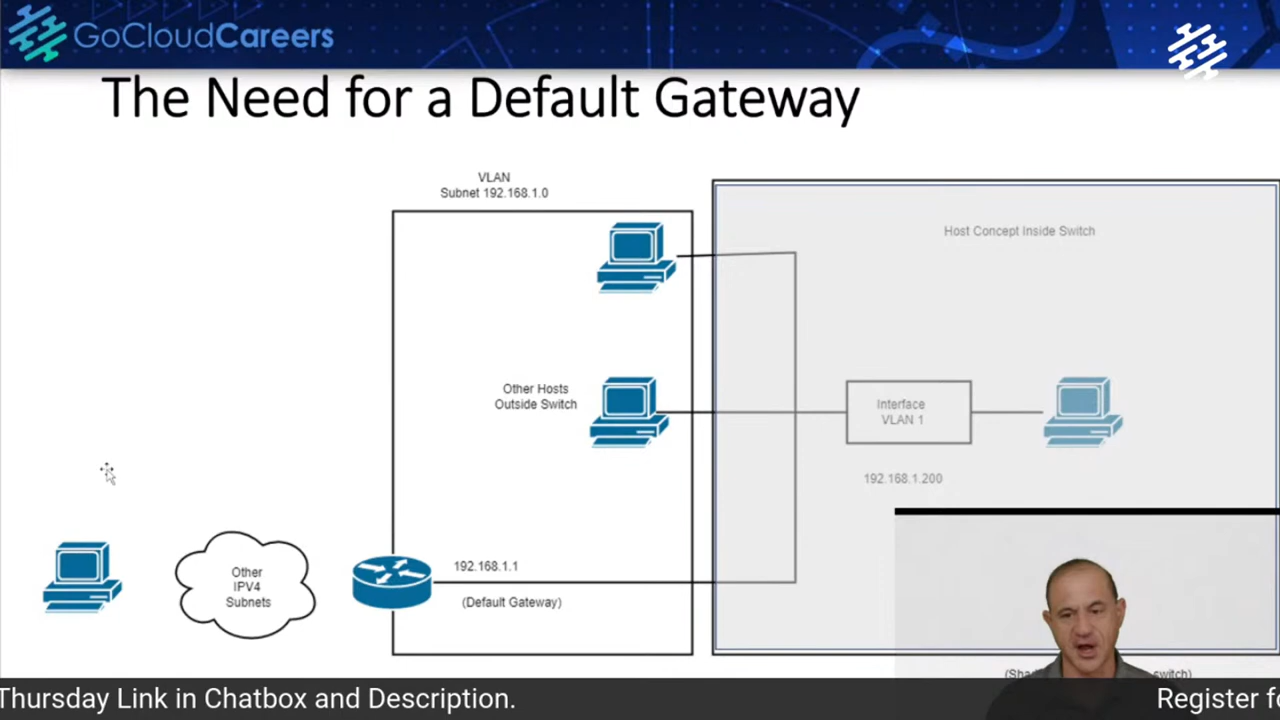 GoCloudCareers
The Need for a Default Gateway
VLAN
Subnet 192.168.1.0
Host Concept Inside Switch
Other Hosts
Outside Switch
Interface
VLAN 1
192.168.1.200
Other
IPV4
Subnets
192.168.1.1
(Default Gateway)
switch)
Thursday Link in Chatbox and Description.
Register